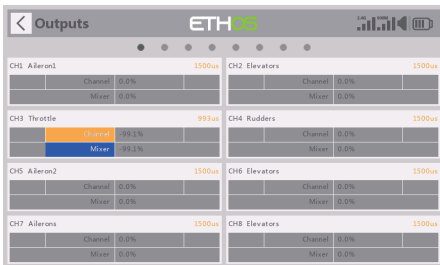 Outputs ETHOS 2.4G 900M
CH1 Aileron1 1500us
Channel 0.0%
Mixer 0.0%
CH2 Elevators 1500us
Channel 0.0%
Mixer 0.0%
CH3 Throttle 993us
Channel -99.1%
Mixer -99.1%
CH4 Rudders 1500us
Channel 0.0%
Mixer 0.0%
CH5 Aileron2 1500us
Channel 0.0%
Mixer 0.0%
CH6 Elevators 1500us
Channel 0.0%
Mixer 0.0%
CH7 Ailerons 1500us
Channel 0.0%
Mixer 0.0%
CH8 Elevators 1500us
Channel 0.0%
Mixer 0.0%